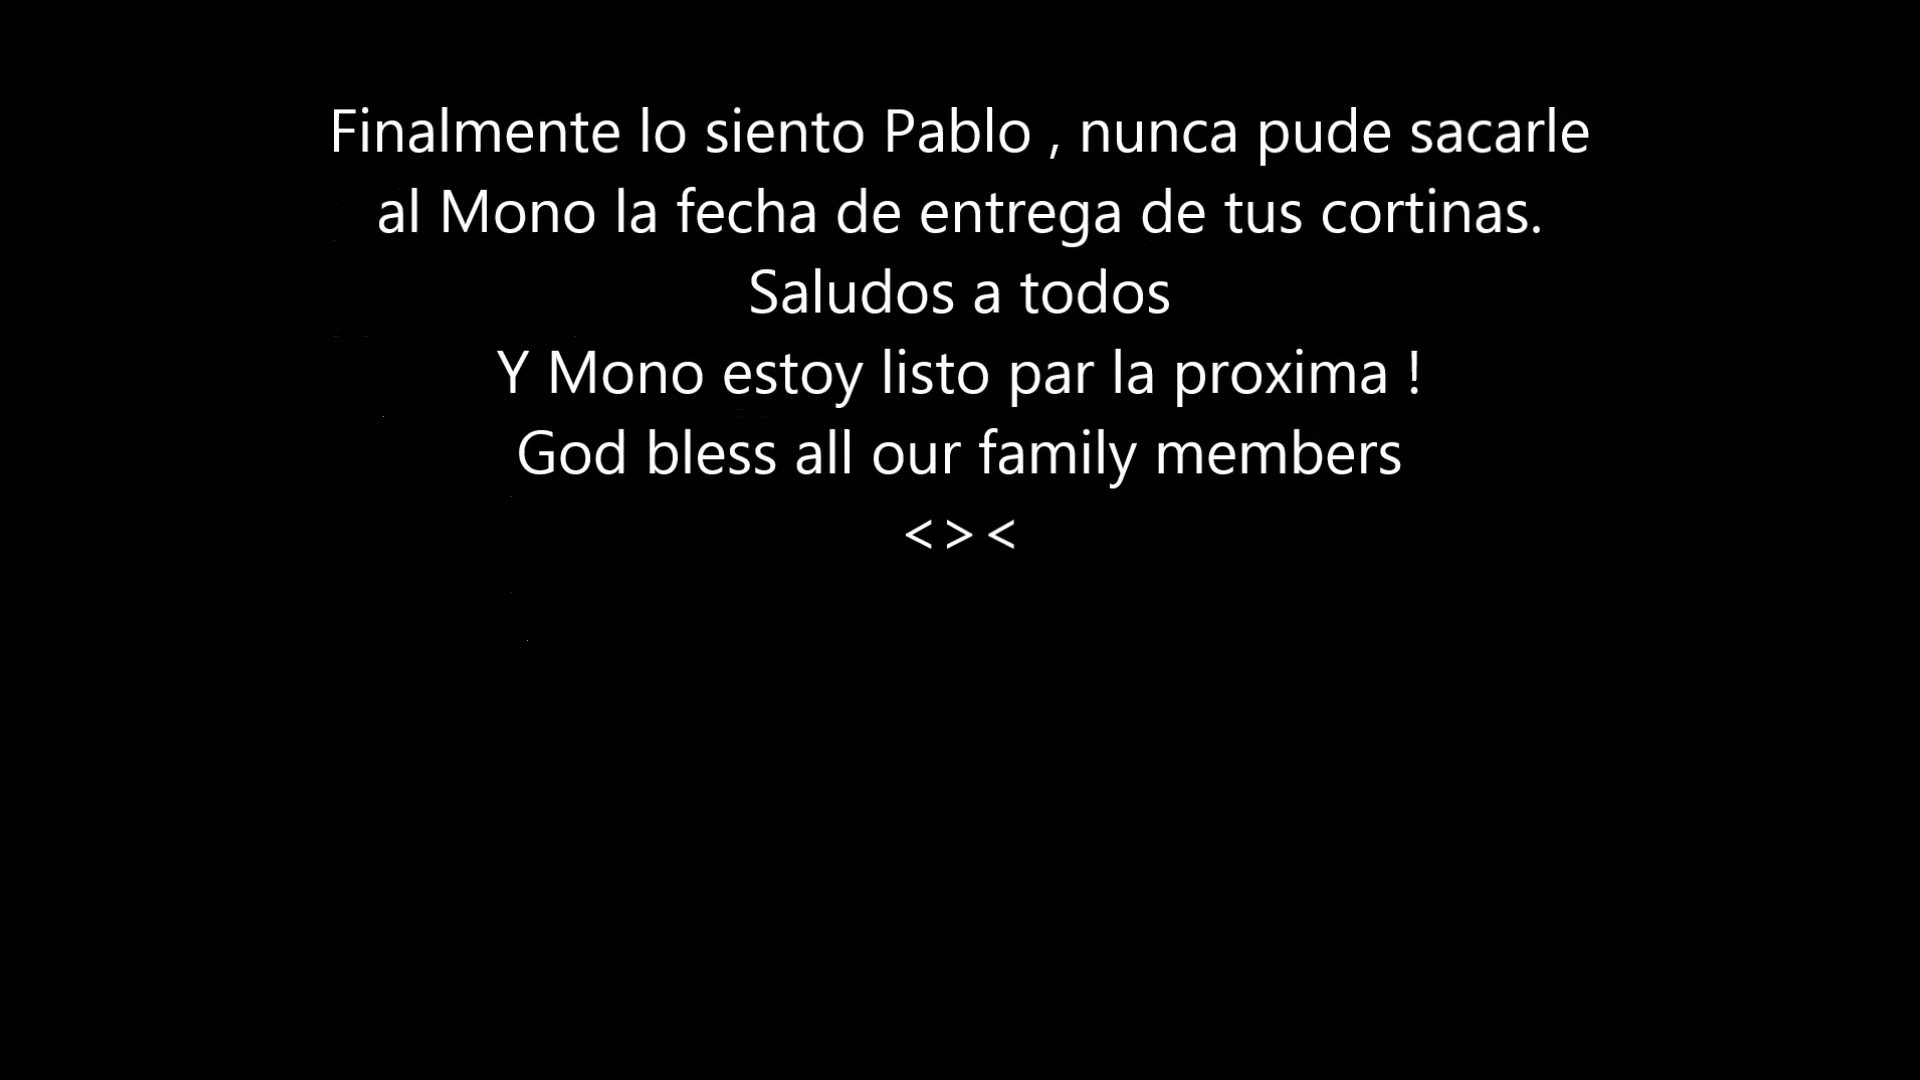 Finalmente lo siento Pablo , nunca pude sacarle
al Mono la fecha de entrega de tus cortinas.
Saludos a todos
Y Mono estoy listo par la proxima !
God bless all our family members
<><